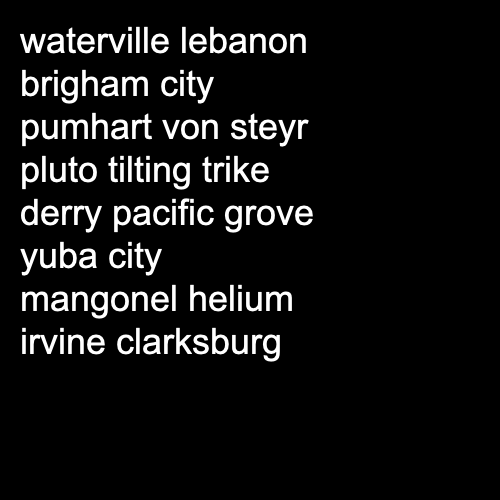 waterville lebanon
brigham city
pumhart von steyr
pluto tilting trike
derry pacific grove
yuba city
mangonel helium
irvine clarksburg